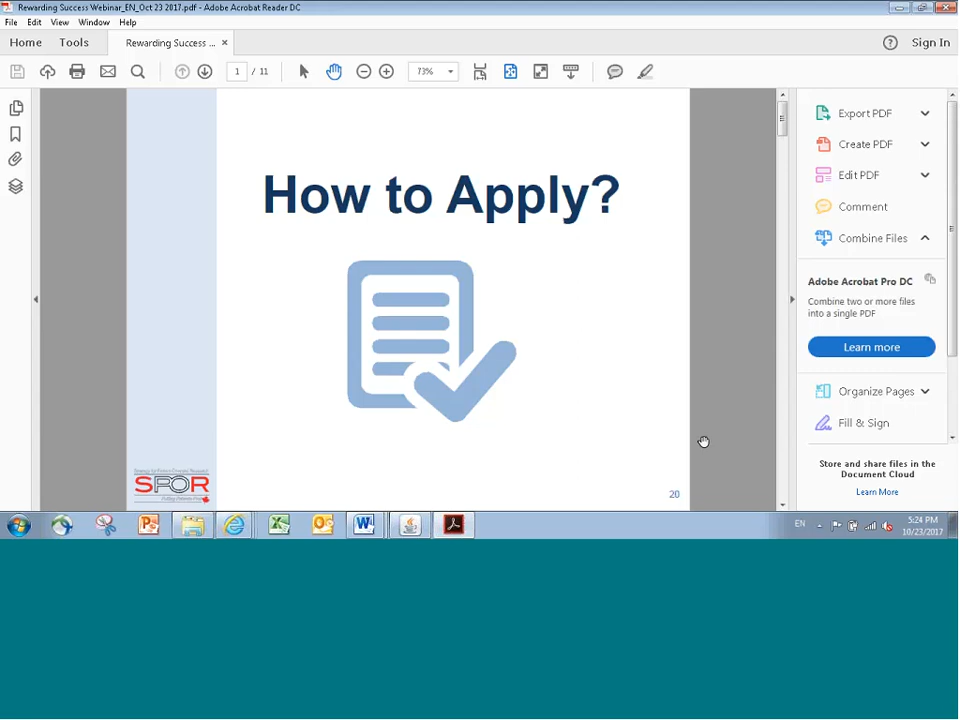 Rewarding Success Webinar_EN_Oct 23 2017.pdf - Adobe Acrobat Reader DC
File Edit View Window Help
Home Tools Rewarding Success ... × Sign In
1 / 11 73%
How to Apply?
SPOR
20
Export PDF
Create PDF
Edit PDF
Comment
Combine Files
Adobe Acrobat Pro DC
Combine two or more files
into a single PDF
Learn more
Organize Pages
Fill & Sign
Store and share files in the
Document Cloud
Learn More
EN
5:24 PM
10/23/2017